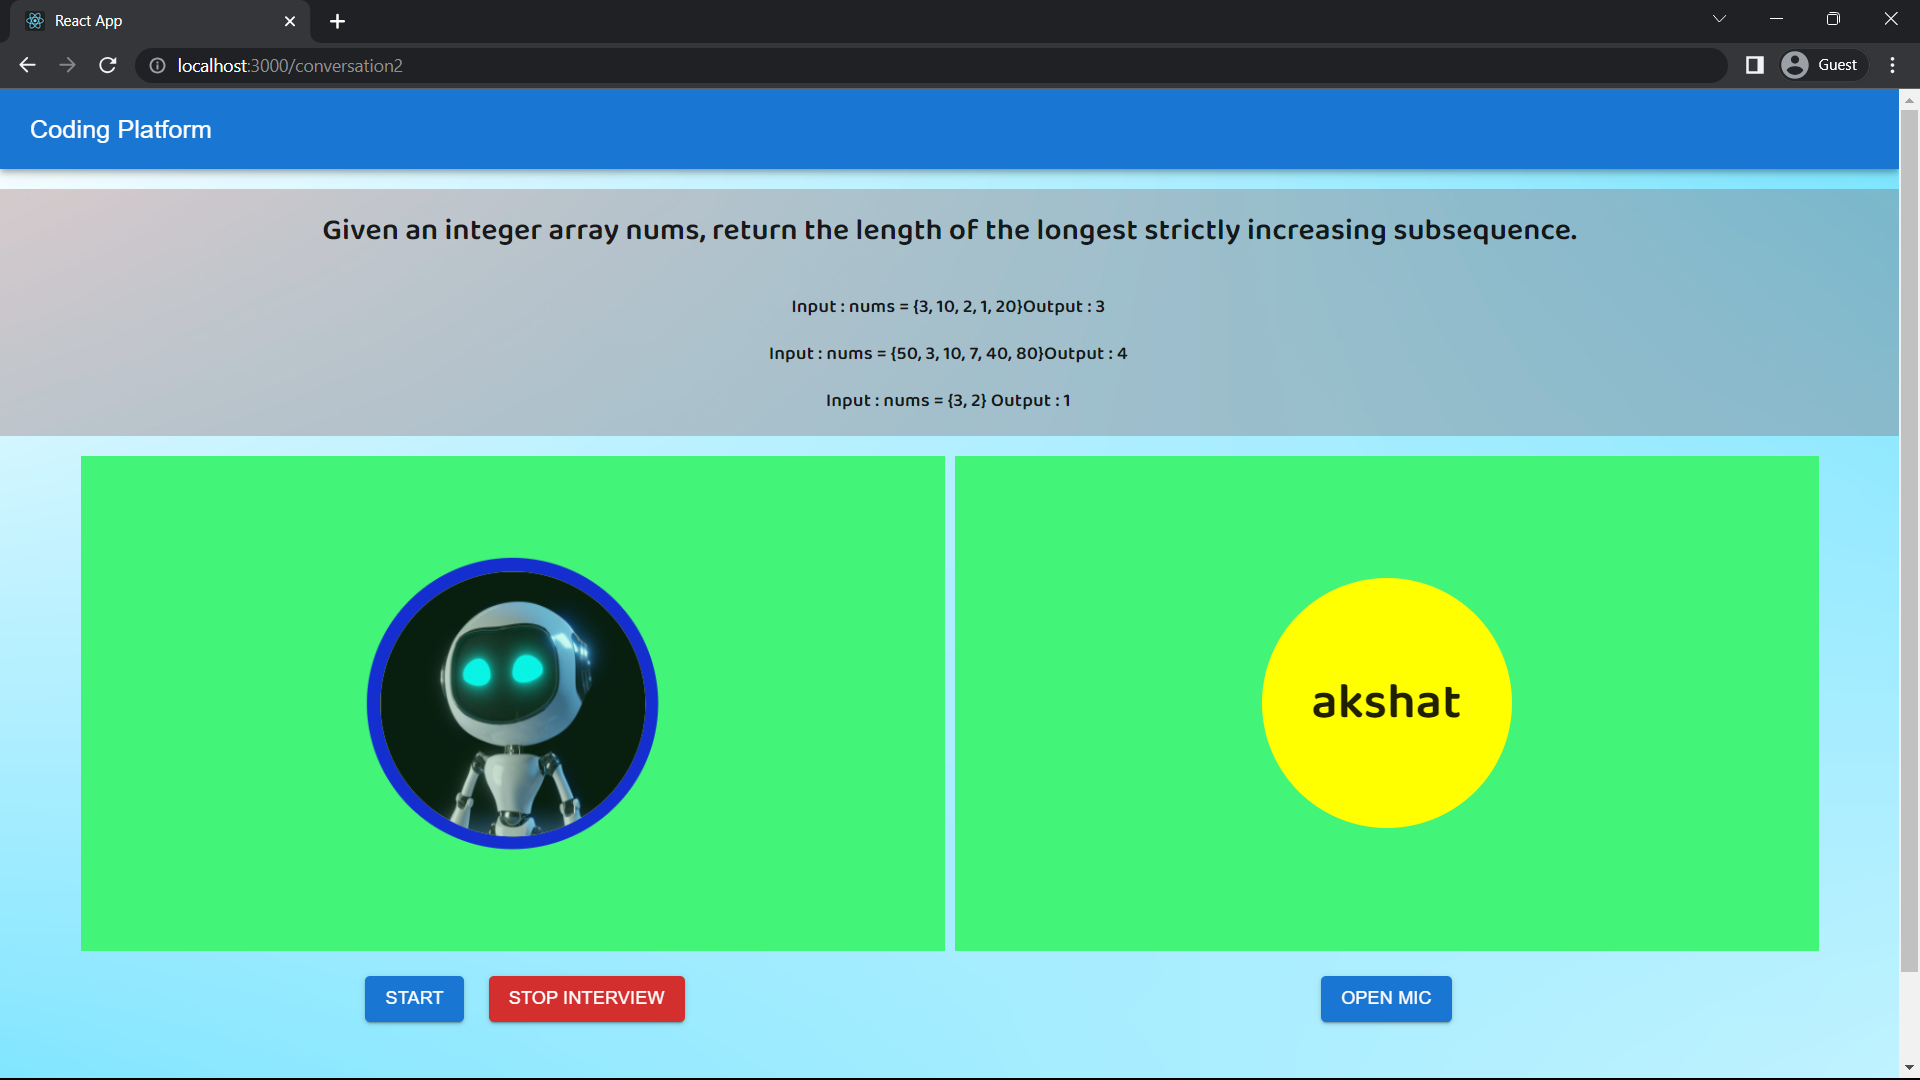 React App
localhost:3000/conversation2
Guest
Coding Platform
Given an integer array nums, return the length of the longest strictly increasing subsequence.
Input : nums = {3, 10, 2, 1, 20}Output : 3
Input : nums = {50, 3, 10, 7, 40, 80}Output : 4
Input : nums = {3, 2} Output : 1
akshat
START
STOP INTERVIEW
OPEN MIC